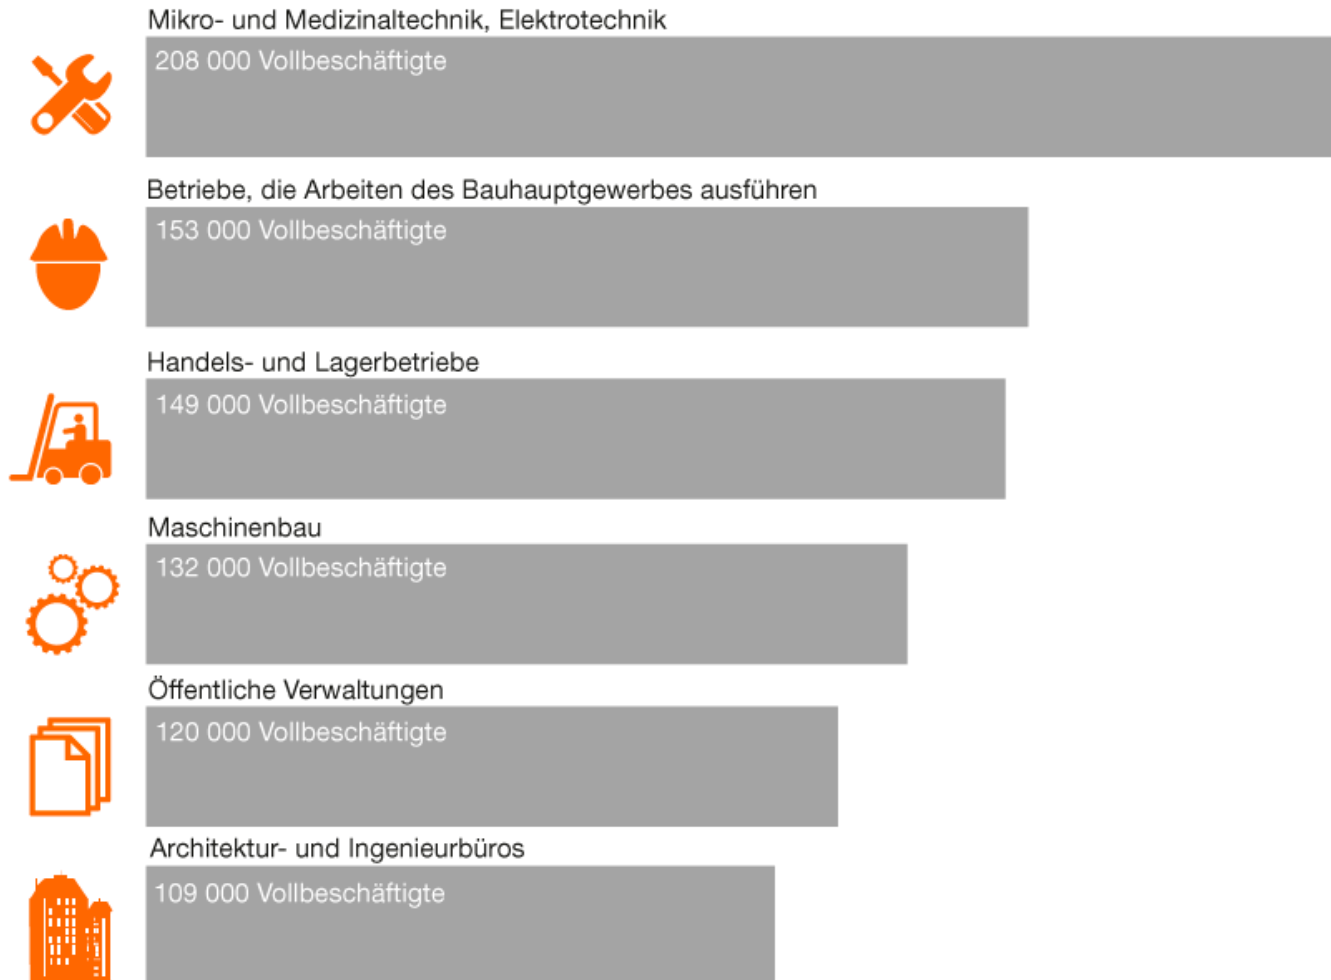 Mikro- und Medizinaltechnik, Elektrotechnik
208 000 Vollbeschäftigte
Betriebe, die Arbeiten des Bauhauptgewerbes ausführen
153 000 Vollbeschäftigte
Handels- und Lagerbetriebe
149 000 Vollbeschäftigte
Maschinenbau
132 000 Vollbeschäftigte
Öffentliche Verwaltungen
120 000 Vollbeschäftigte
Architektur- und Ingenieurbüros
109 000 Vollbeschäftigte